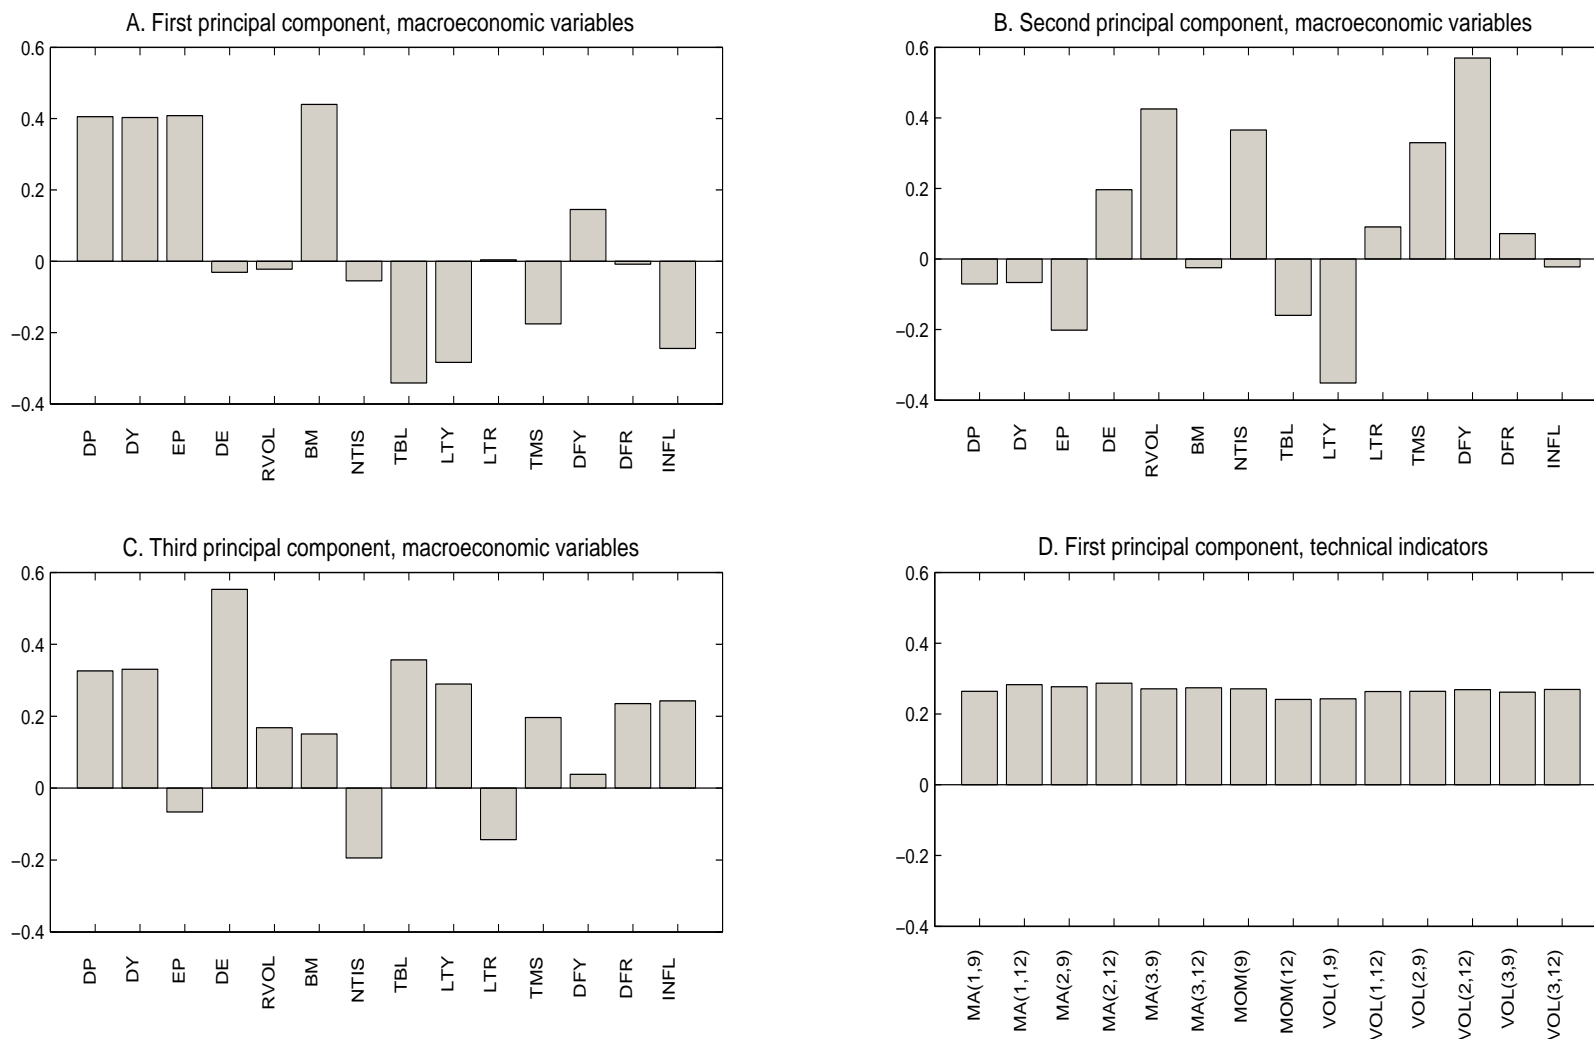 A. First principal component, macroeconomic variables
0.6
0.4
0.2
0
−0.2
−0.4
DP
DY
EP
DE
RVOL
BM
NTIS
TBL
LTY
LTR
TMS
DFY
DFR
INFL
B. Second principal component, macroeconomic variables
0.6
0.4
0.2
0
−0.2
−0.4
DP
DY
EP
DE
RVOL
BM
NTIS
TBL
LTY
LTR
TMS
DFY
DFR
INFL
C. Third principal component, macroeconomic variables
0.6
0.4
0.2
0
−0.2
−0.4
DP
DY
EP
DE
RVOL
BM
NTIS
TBL
LTY
LTR
TMS
DFY
DFR
INFL
D. First principal component, technical indicators
0.6
0.4
0.2
0
−0.2
−0.4
MA(1,9)
MA(1,12)
MA(2,9)
MA(2,12)
MA(3.9)
MA(3,12)
MOM(9)
MOM(12)
VOL(1,9)
VOL(1,12)
VOL(2,9)
VOL(2,12)
VOL(3,9)
VOL(3,12)